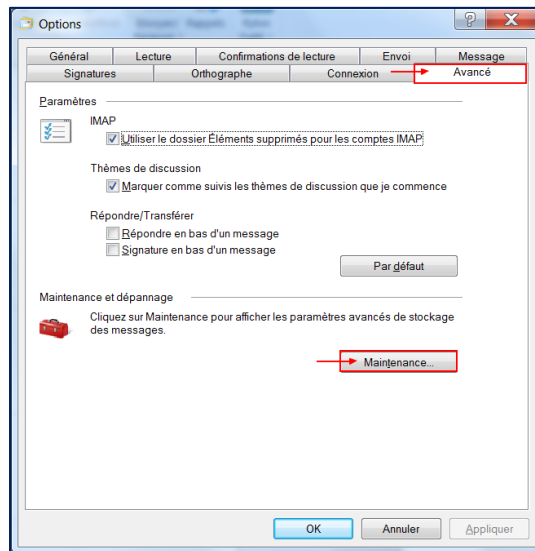 Options
Général Lecture Confirmations de lecture Envoi Message
Signatures Orthographe Connexion Avancé
Paramètres
IMAP
Utiliser le dossier Éléments supprimés pour les comptes IMAP
Thèmes de discussion
Marquer comme suivis les thèmes de discussion que je commence
Répondre/Transférer
Répondre en bas d'un message
Signature en bas d'un message
Par défaut
Maintenance et dépannage
Cliquez sur Maintenance pour afficher les paramètres avancés de stockage
des messages.
Maintenance...
OK Annuler Appliquer